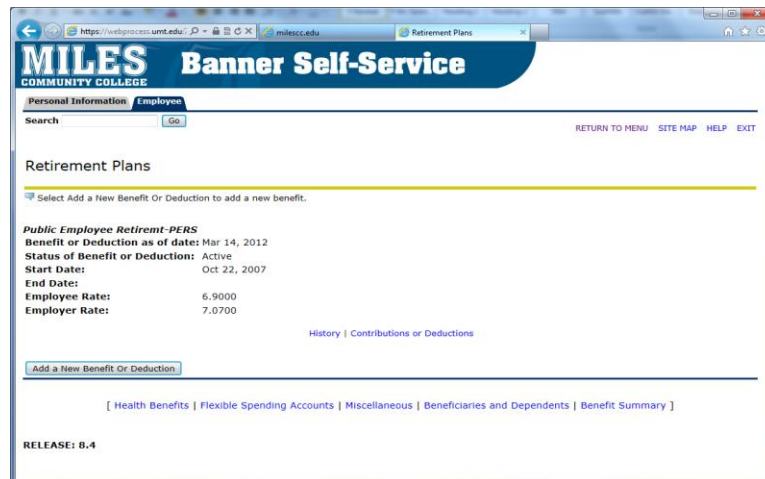 https://webprocess.umt.edu
milescc.edu
Retirement Plans
MILES
COMMUNITY COLLEGE
Banner Self-Service
Personal Information Employee
Search Go
RETURN TO MENU SITE MAP HELP EXIT
Retirement Plans
Select Add a New Benefit Or Deduction to add a new benefit.
Public Employee Retiremt-PERS
Benefit or Deduction as of date: Mar 14, 2012
Status of Benefit or Deduction: Active
Start Date: Oct 22, 2007
End Date:
Employee Rate: 6.9000
Employer Rate: 7.0700
History | Contributions or Deductions
Add a New Benefit Or Deduction
[ Health Benefits | Flexible Spending Accounts | Miscellaneous | Beneficiaries and Dependents | Benefit Summary ]
RELEASE: 8.4